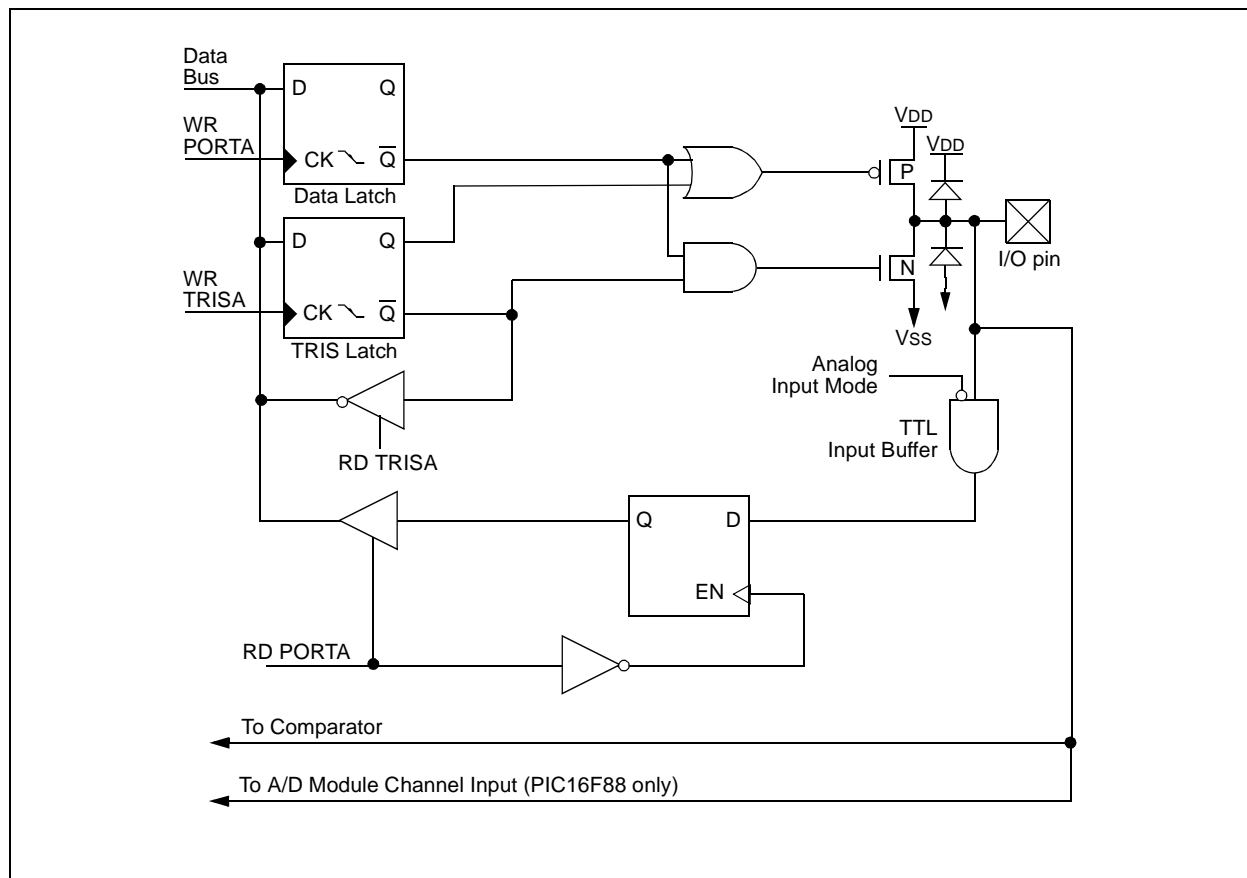 Data
Bus
D Q
WR
PORTA
CK Q
Data Latch
VDD
VDD
P
D Q
N
I/O pin
WR
TRISA
CK Q
TRIS Latch
VSS
Analog
Input Mode
TTL
Input Buffer
RD TRISA
Q D
EN
RD PORTA
To Comparator
To A/D Module Channel Input (PIC16F88 only)